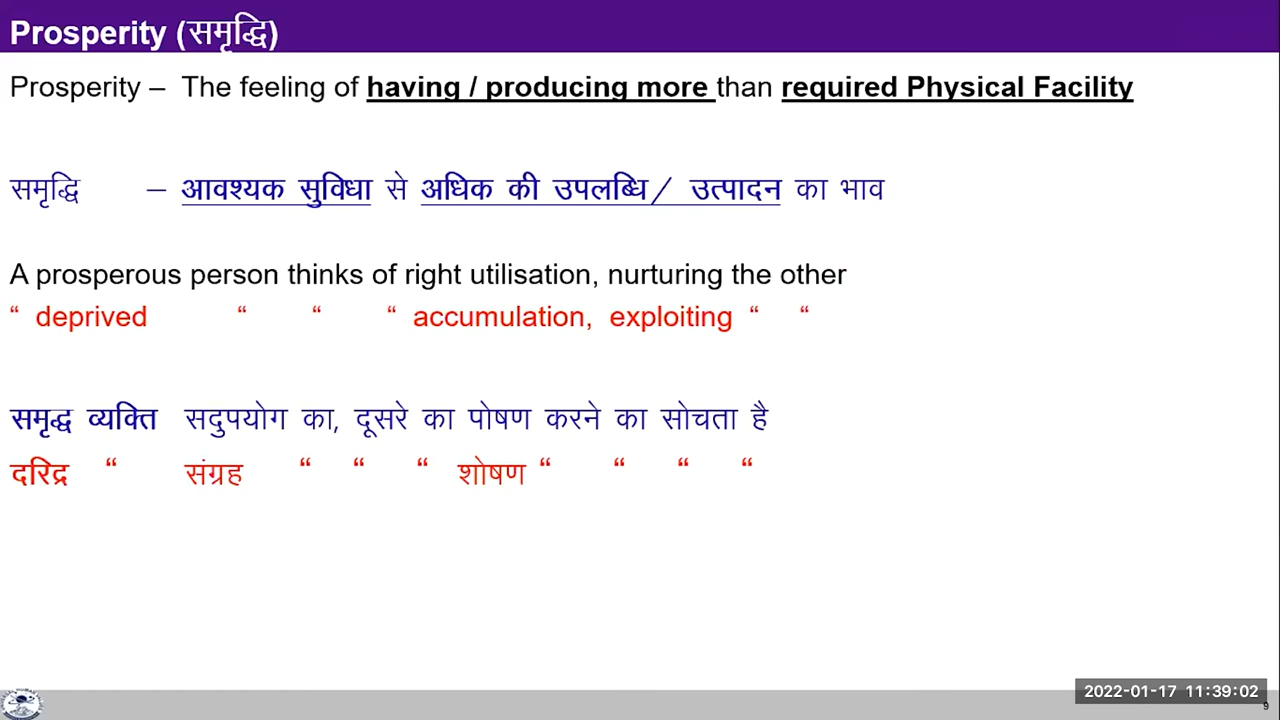 Prosperity (समृद्धि)
Prosperity – The feeling of having / producing more than required Physical Facility
समृद्धि – आवश्यक सुविधा से अधिक की उपलब्धि/ उत्पादन का भाव
A prosperous person thinks of right utilisation, nurturing the other
“ deprived “ “ “ accumulation, exploiting “ “
समृद्ध व्यक्ति सदुपयोग का, दूसरे का पोषण करने का सोचता है
दरिद्र “ संग्रह “ “ “ शोषण “ “ “ “
2022-01-17 11:39:02
9